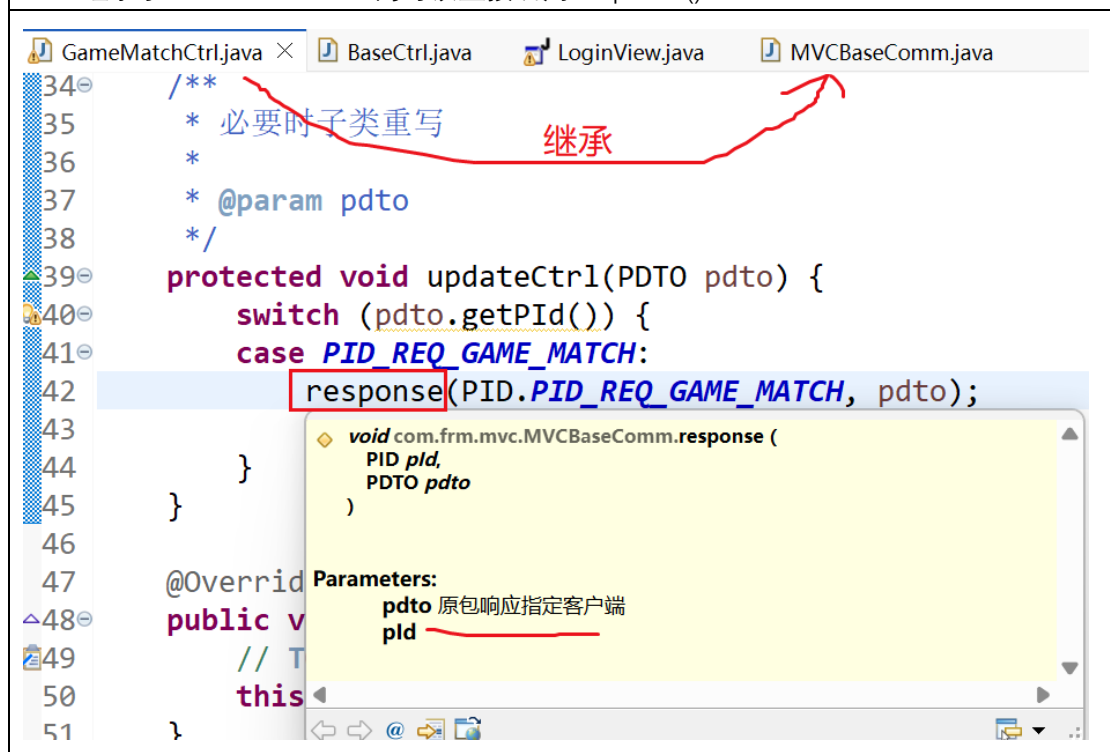 GameMatchCtrl.java BaseCtrl.java LoginView.java MVCBaseComm.java
34 /**
35 * 必要时子类重写
继承
36 *
37 * @param pdto
38 */
39 protected void updateCtrl(PDTO pdto) {
40 switch (pdto.getPId()) {
41 case PID_REQ_GAME_MATCH:
42 response(PID.PID_REQ_GAME_MATCH, pdto);
43
44 }
45 }
46
47 @Overrid
48 public v
49 // T
50 this
51 }
void com.frm.mvc.MVCBaseComm.response (
PID pId,
PDTO pdto
)
Parameters:
pdto 原包响应指定客户端
pId